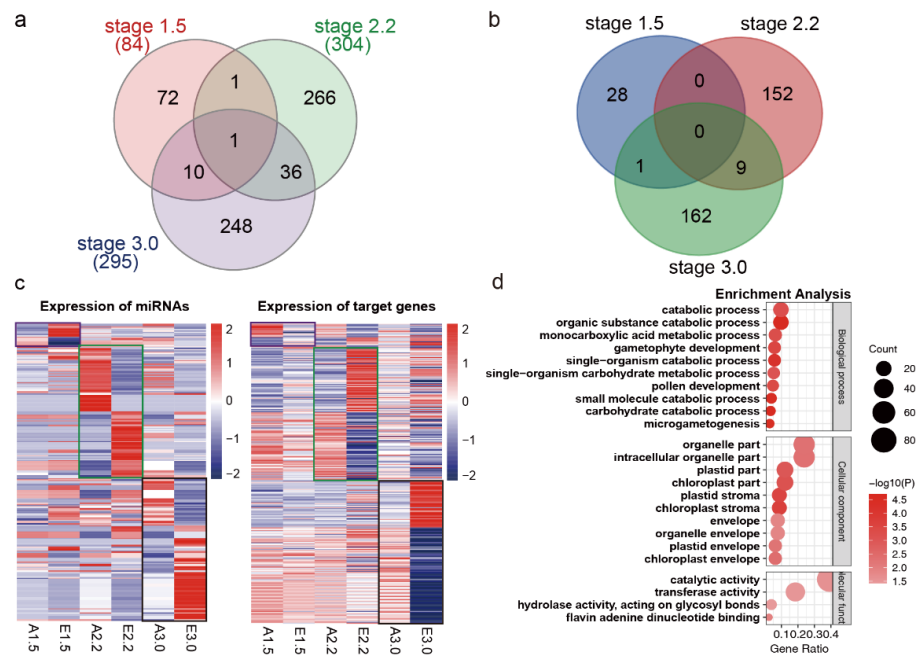 a
stage 1.5
(84)
stage 2.2
(304)
72
1
266
1
10
36
248
stage 3.0
(295)
b
stage 1.5
stage 2.2
28
0
152
0
1
9
162
stage 3.0
c
Expression of miRNAs
2
1
0
−1
−2
A1.5
E1.5
A2.2
E2.2
A3.0
E3.0
Expression of target genes
2
1
0
−1
−2
A1.5
E1.5
A2.2
E2.2
A3.0
E3.0
d
Enrichment Analysis
catabolic process
organic substance catabolic process
monocarboxylic acid metabolic process
gametophyte development
single−organism catabolic process
single−organism carbohydrate metabolic process
pollen development
small molecule catabolic process
carbohydrate catabolic process
microgametogenesis
Biological process
organelle part
intracellular organelle part
plastid part
chloroplast part
plastid stroma
chloroplast stroma
envelope
organelle envelope
plastid envelope
chloroplast envelope
Cellular component
catalytic activity
transferase activity
hydrolase activity, acting on glycosyl bonds
flavin adenine dinucleotide binding
lecular funct
0.10.20.30.4
Gene Ratio
Count
20
40
60
80
−log10(P)
4.5
4.0
3.5
3.0
2.5
2.0
1.5